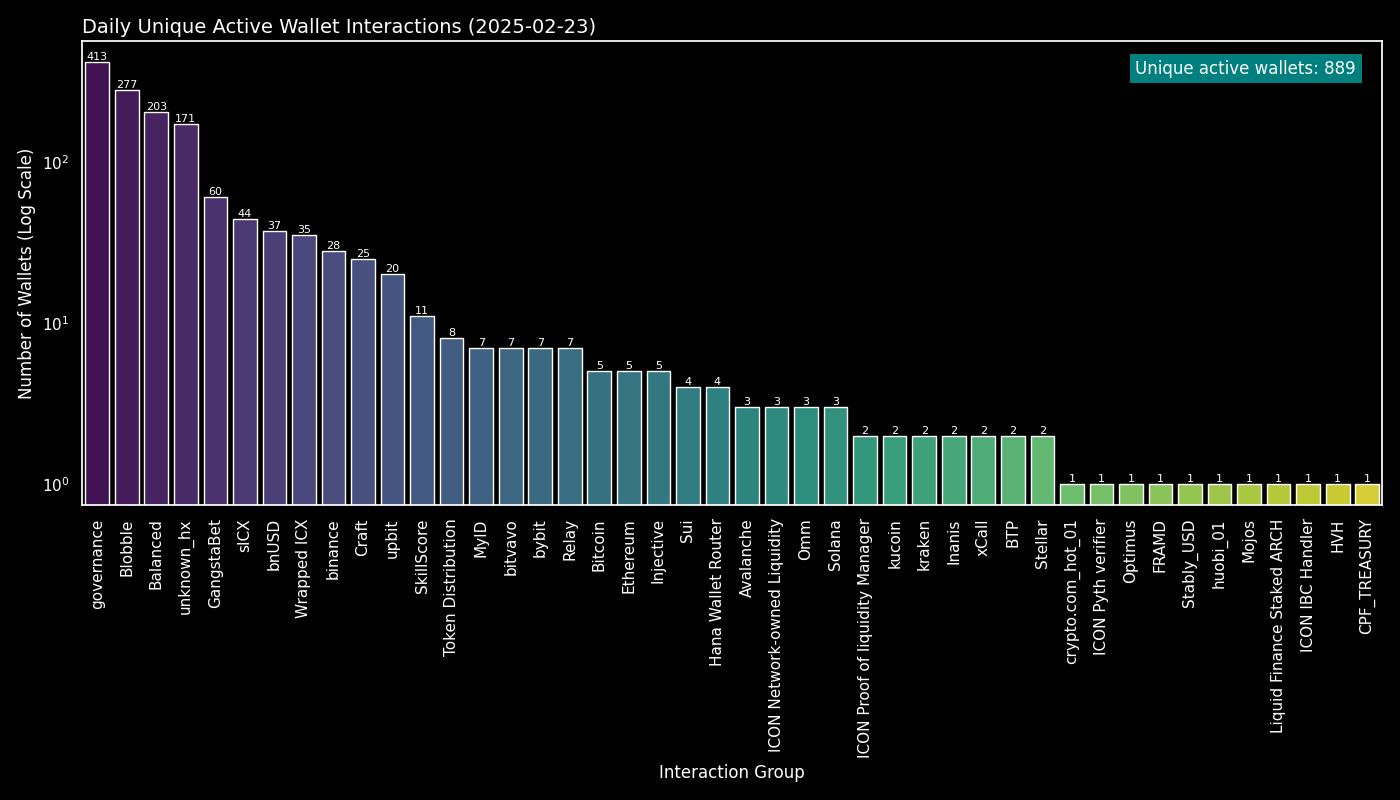 Daily Unique Active Wallet Interactions (2025-02-23)
Unique active wallets: 889
Number of Wallets (Log Scale)
10²
10¹
10⁰
413
277
203
171
60
44
37
35
28
25
20
11
8
7
7
7
7
5
5
5
4
4
3
3
3
3
2
2
2
2
2
2
2
1
1
1
1
1
1
1
1
1
1
1
governance
Blobble
Balanced
unknown_hx
GangstaBet
sICX
bnUSD
Wrapped ICX
binance
Craft
upbit
SkillScore
Token Distribution
MyID
bitvavo
bybit
Relay
Bitcoin
Ethereum
Injective
Sui
Hana Wallet Router
Avalanche
ICON Network-owned Liquidity
Omm
Solana
ICON Proof of liquidity Manager
kucoin
kraken
Inanis
xCall
BTP
Stellar
crypto.com_hot_01
ICON Pyth verifier
Optimus
FRAMD
Stably_USD
huobi_01
Mojos
Liquid Finance Staked ARCH
ICON IBC Handler
HVH
CPF_TREASURY
Interaction Group